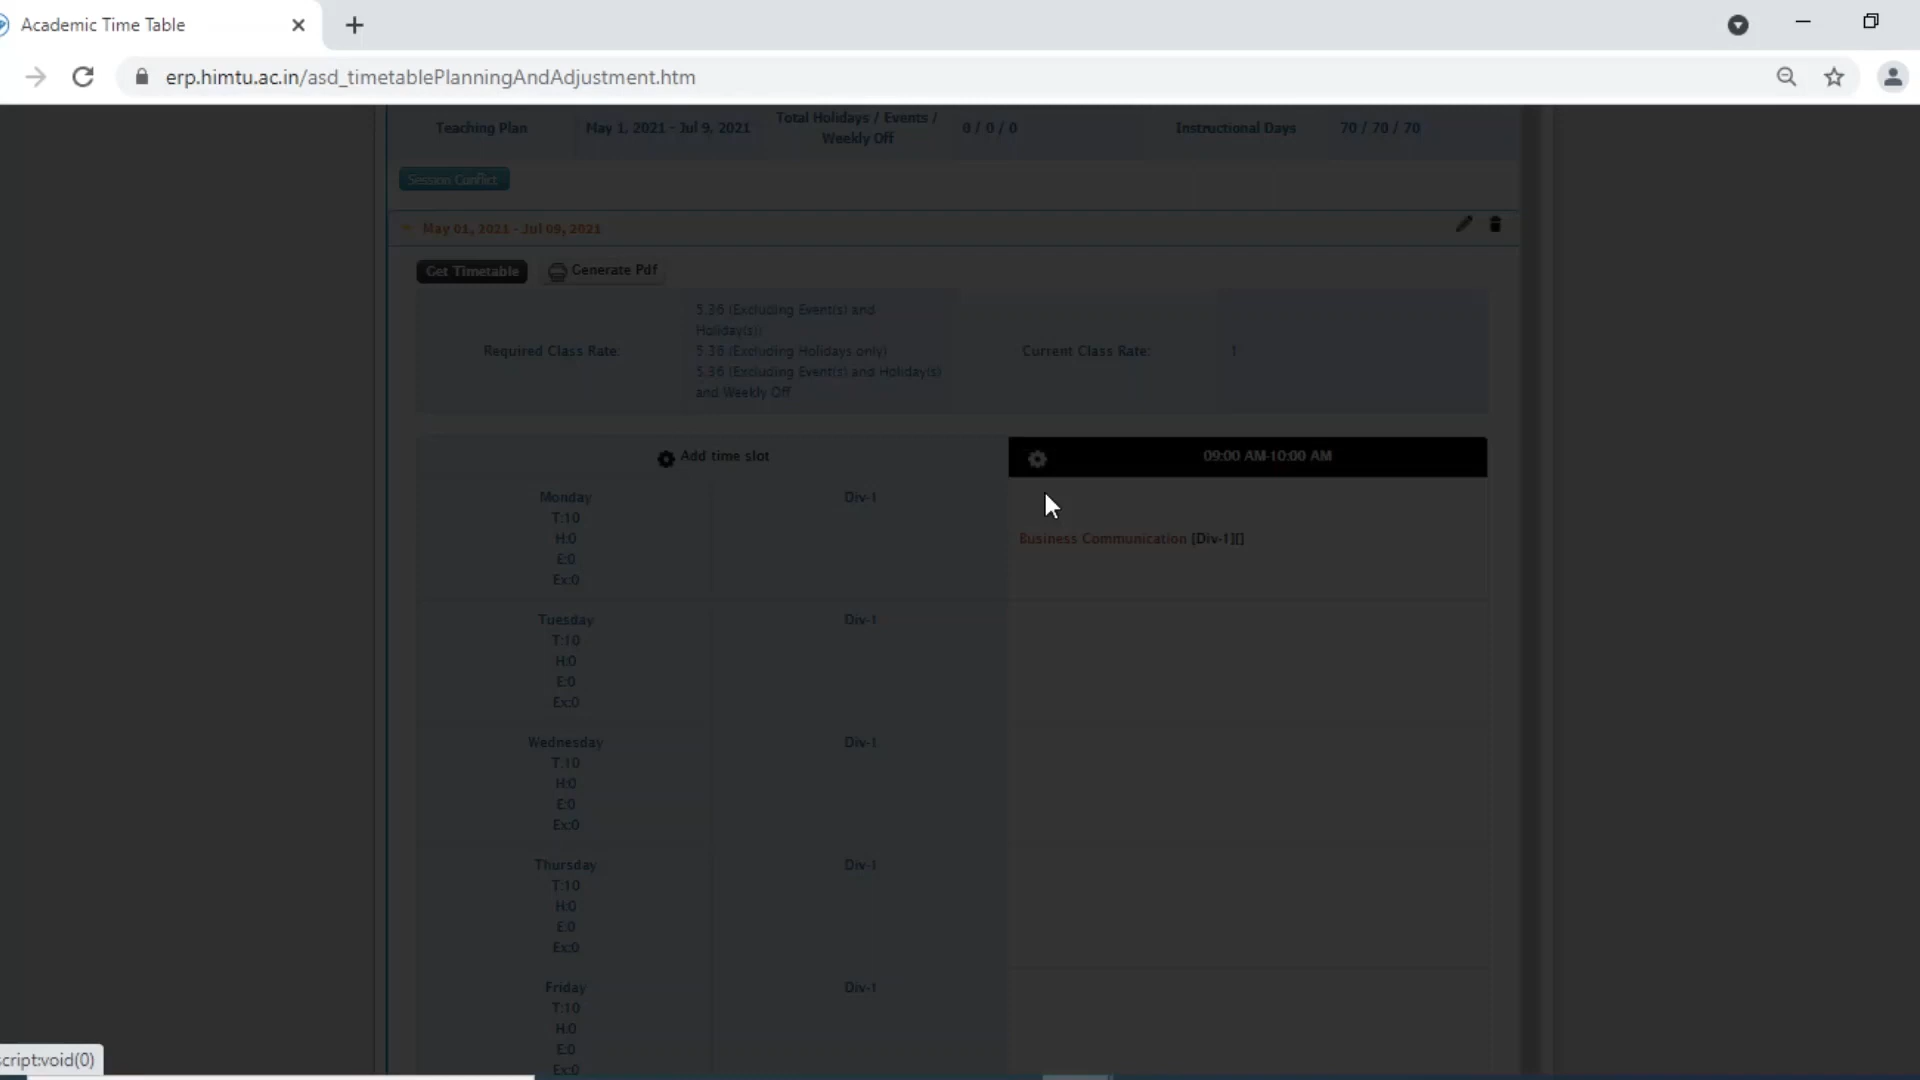 Academic Time Table
erp.himtu.ac.in/asd_timetablePlanningAndAdjustment.htm
Teaching Plan
May 1, 2021 - Jul 9, 2021
Total Holidays / Events /
Weekly Off
0 / 0 / 0
Instructional Days
70 / 70 / 70
Session Conflict
May 01, 2021 - Jul 09, 2021
Get Timetable
Generate Pdf
Required Class Rate:
5.36 (Excluding Event(s) and
Holiday(s))
5.36 (Excluding Holidays only)
5.36 (Excluding Event(s) and Holiday(s)
and Weekly Off
Current Class Rate:
1
Add time slot
09:00 AM-10:00 AM
Monday
T:10
H:0
E:0
Ex:0
Div-1
Business Communication [Div-1][]
Tuesday
T:10
H:0
E:0
Ex:0
Div-1
Wednesday
T:10
H:0
E:0
Ex:0
Div-1
Thursday
T:10
H:0
E:0
Ex:0
Div-1
Friday
T:10
H:0
E:0
Ex:0
Div-1
script:void(0)